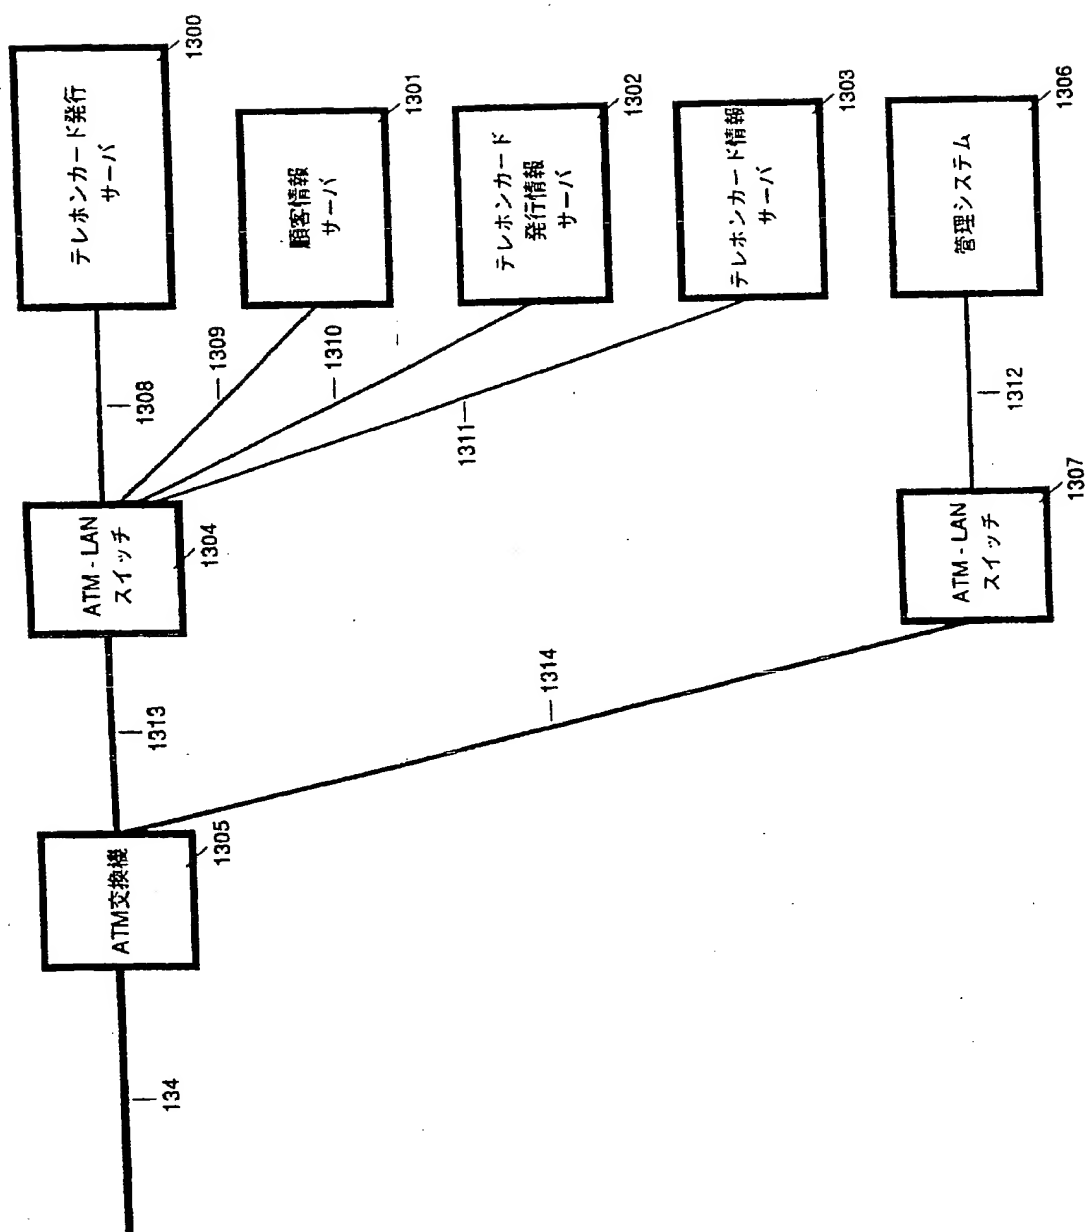 テレホンカード発行
サーバ
1300
顧客情報
サーバ
1301
テレホンカード
発行情報
サーバ
1302
テレホンカード情報
サーバ
1303
管理システム
1306
1308
1309
1310
1311
1312
ATM - LAN
スイッチ
1304
ATM - LAN
スイッチ
1307
1313
1314
ATM交換機
1305
134